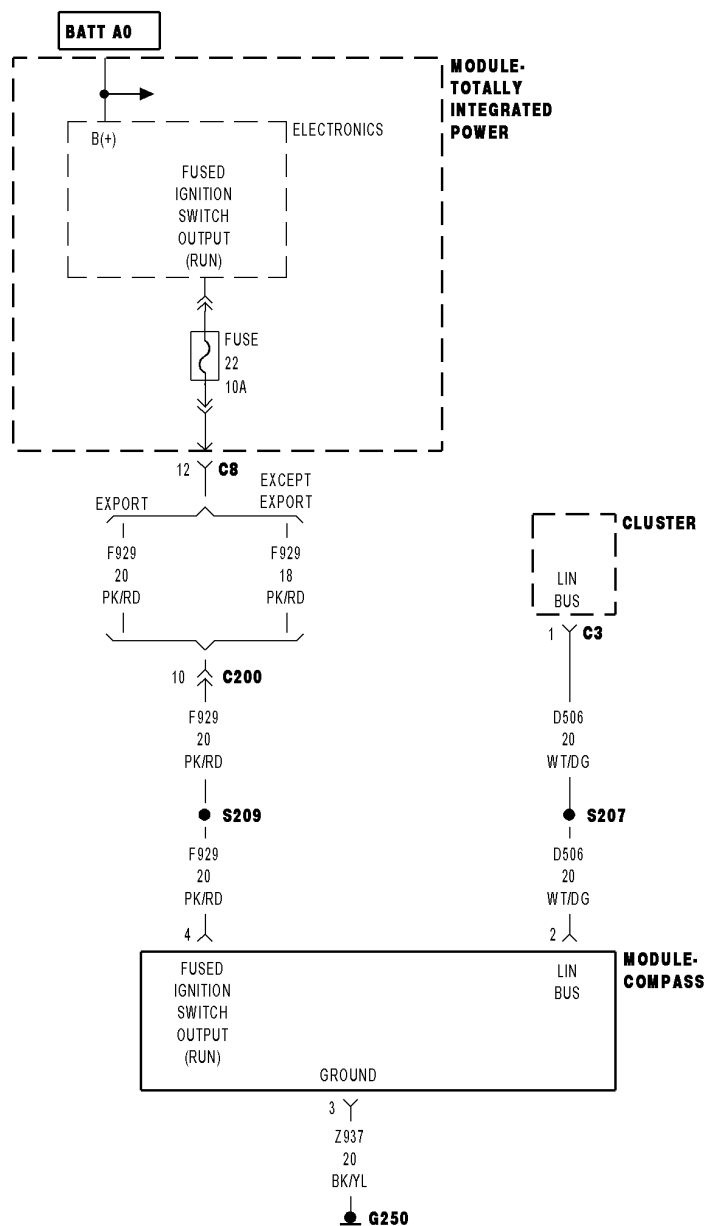 BATT A0
MODULE-
TOTALLY
INTEGRATED
POWER
B(+)
ELECTRONICS
FUSED
IGNITION
SWITCH
OUTPUT
(RUN)
FUSE
22
10A
12
C8
EXPORT
EXCEPT
EXPORT
F929
20
PK/RD
F929
18
PK/RD
CLUSTER
LIN
BUS
1
C3
10
C200
F929
20
PK/RD
D506
20
WT/DG
S209
S207
F929
20
PK/RD
D506
20
WT/DG
4
2
MODULE-
COMPASS
FUSED
IGNITION
SWITCH
OUTPUT
(RUN)
LIN
BUS
GROUND
3
Z937
20
BK/YL
G250